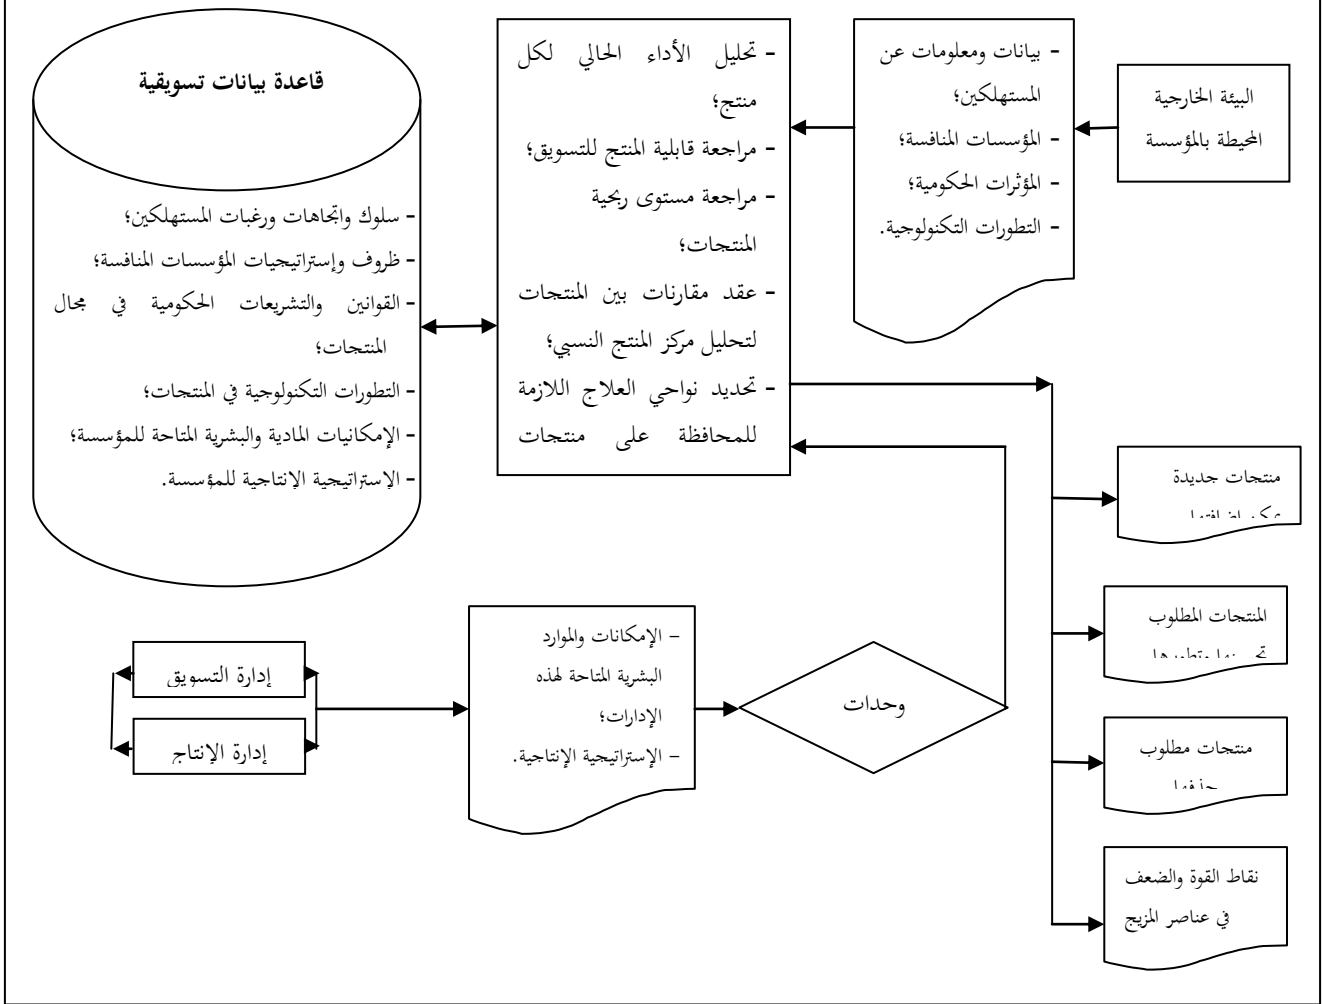 البيئة الخارجية
المحيطة بالمؤسسة
- بيانات ومعلومات عن
المستهلكين؛
- المؤسسات المنافسة؛
- المؤثرات الحكومية؛
- التطورات التكنولوجية.
- تحليل الأداء الحالي لكل
منتج؛
- مراجعة قابلية المنتج للتسويق؛
- مراجعة مستوى ربحية
المنتجات؛
- عقد مقارنات بين المنتجات
لتحليل مركز المنتج النسبي؛
- تحديد نواحي العلاج اللازمة
للمحافظة على منتجات
قاعدة بيانات تسويقية
- سلوك واتجاهات ورغبات المستهلكين؛
- ظروف وإستراتيجيات المؤسسات المنافسة؛
- القوانين والتشريعات الحكومية في مجال
المنتجات؛
- التطورات التكنولوجية في المنتجات؛
- الإمكانيات المادية والبشرية المتاحة للمؤسسة؛
- الإستراتيجية الإنتاجية للمؤسسة.
منتجات جديدة
المنتجات المطلوب
منتجات مطلوب
نقاط القوة والضعف
في عناصر المزيج
إدارة التسويق
إدارة الإنتاج
– الإمكانات والموارد
البشرية المتاحة لهذه
الإدارات؛
– الإستراتيجية الإنتاجية.
وحدات